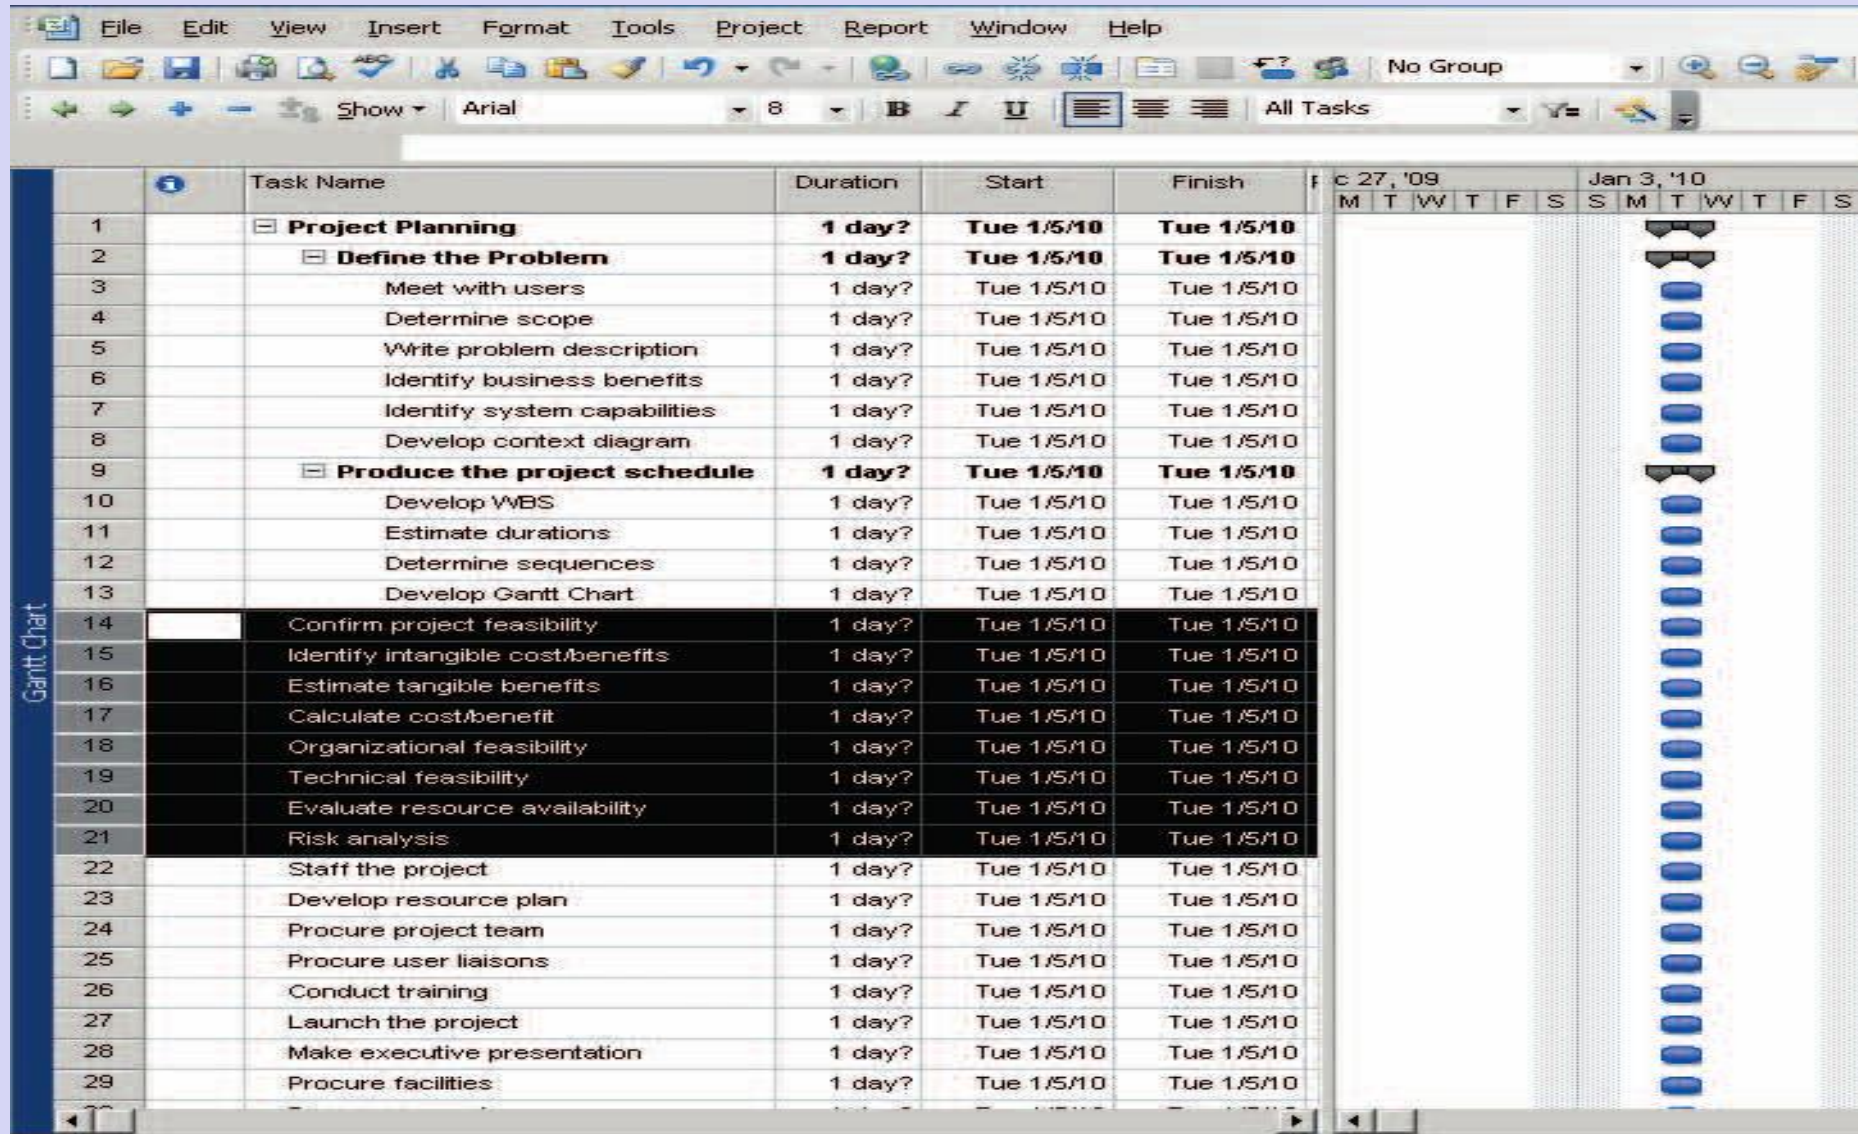 File Edit View Insert Format Tools Project Report Window Help
ABC No Group
Show Arial 8 B I U All Tasks
Task Name Duration Start Finish c 27, '09 Jan 3, '10
M T W T F S S M T W T F S
1 Project Planning 1 day? Tue 1/5/10 Tue 1/5/10
2 Define the Problem 1 day? Tue 1/5/10 Tue 1/5/10
3 Meet with users 1 day? Tue 1/5/10 Tue 1/5/10
4 Determine scope 1 day? Tue 1/5/10 Tue 1/5/10
5 Write problem description 1 day? Tue 1/5/10 Tue 1/5/10
6 Identify business benefits 1 day? Tue 1/5/10 Tue 1/5/10
7 Identify system capabilities 1 day? Tue 1/5/10 Tue 1/5/10
8 Develop context diagram 1 day? Tue 1/5/10 Tue 1/5/10
9 Produce the project schedule 1 day? Tue 1/5/10 Tue 1/5/10
10 Develop WBS 1 day? Tue 1/5/10 Tue 1/5/10
11 Estimate durations 1 day? Tue 1/5/10 Tue 1/5/10
12 Determine sequences 1 day? Tue 1/5/10 Tue 1/5/10
13 Develop Gantt Chart 1 day? Tue 1/5/10 Tue 1/5/10
14 Confirm project feasibility 1 day? Tue 1/5/10 Tue 1/5/10
15 Identify intangible cost/benefits 1 day? Tue 1/5/10 Tue 1/5/10
16 Estimate tangible benefits 1 day? Tue 1/5/10 Tue 1/5/10
17 Calculate cost/benefit 1 day? Tue 1/5/10 Tue 1/5/10
18 Organizational feasibility 1 day? Tue 1/5/10 Tue 1/5/10
19 Technical feasibility 1 day? Tue 1/5/10 Tue 1/5/10
20 Evaluate resource availability 1 day? Tue 1/5/10 Tue 1/5/10
21 Risk analysis 1 day? Tue 1/5/10 Tue 1/5/10
22 Staff the project 1 day? Tue 1/5/10 Tue 1/5/10
23 Develop resource plan 1 day? Tue 1/5/10 Tue 1/5/10
24 Procure project team 1 day? Tue 1/5/10 Tue 1/5/10
25 Procure user liaisons 1 day? Tue 1/5/10 Tue 1/5/10
26 Conduct training 1 day? Tue 1/5/10 Tue 1/5/10
27 Launch the project 1 day? Tue 1/5/10 Tue 1/5/10
28 Make executive presentation 1 day? Tue 1/5/10 Tue 1/5/10
29 Procure facilities 1 day? Tue 1/5/10 Tue 1/5/10
Gantt Chart